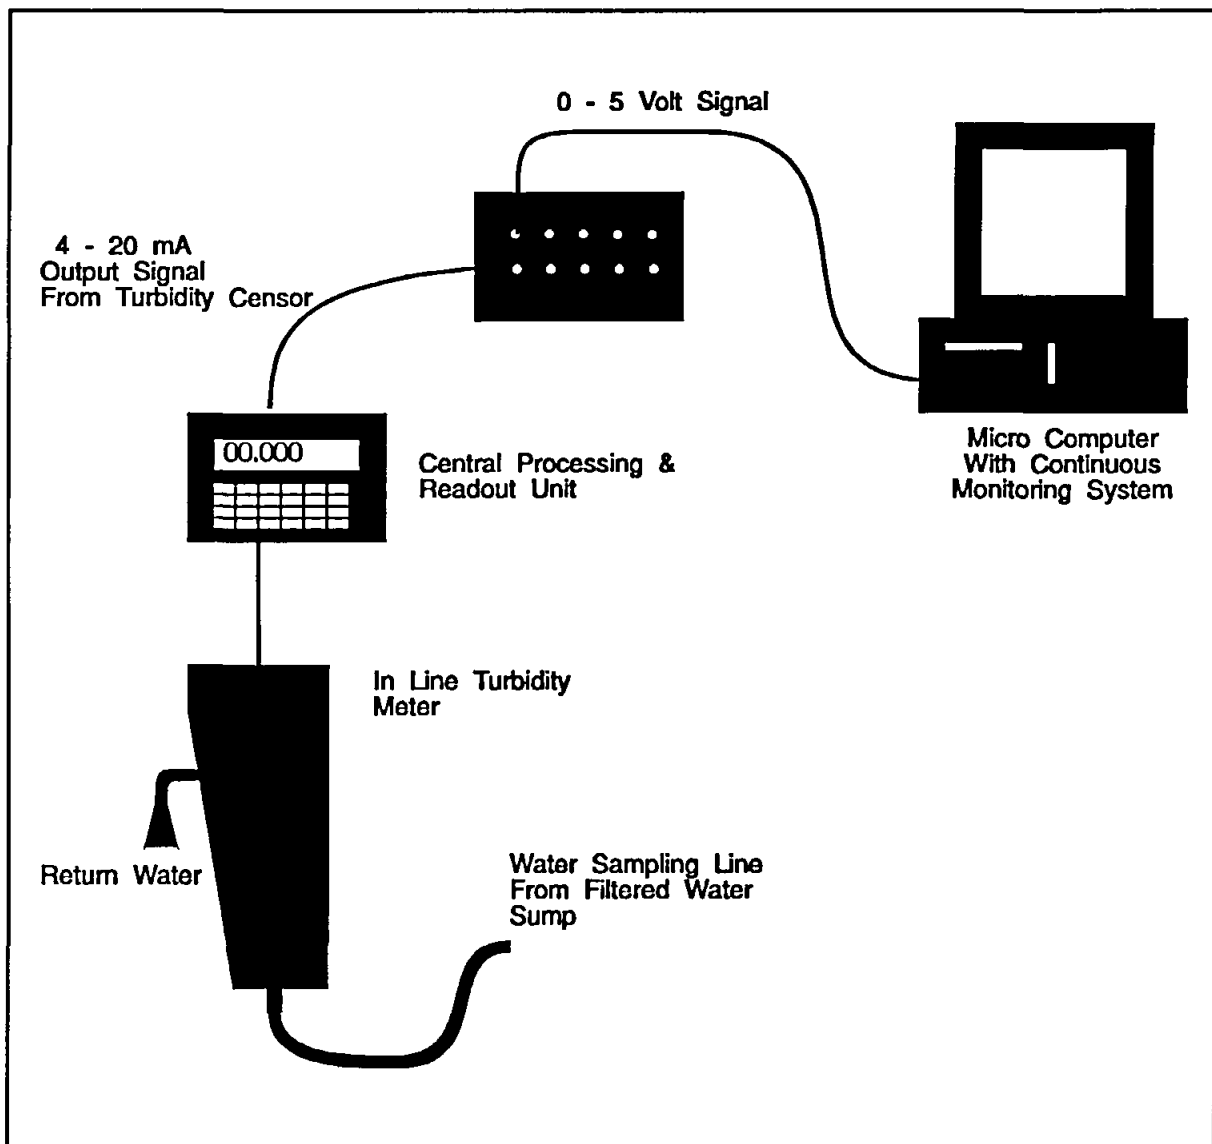 0 - 5 Volt Signal
4 - 20 mA
Output Signal
From Turbidity Censor
00.000
Central Processing &
Readout Unit
Micro Computer
With Continuous
Monitoring System
In Line Turbidity
Meter
Return Water
Water Sampling Line
From Filtered Water
Sump